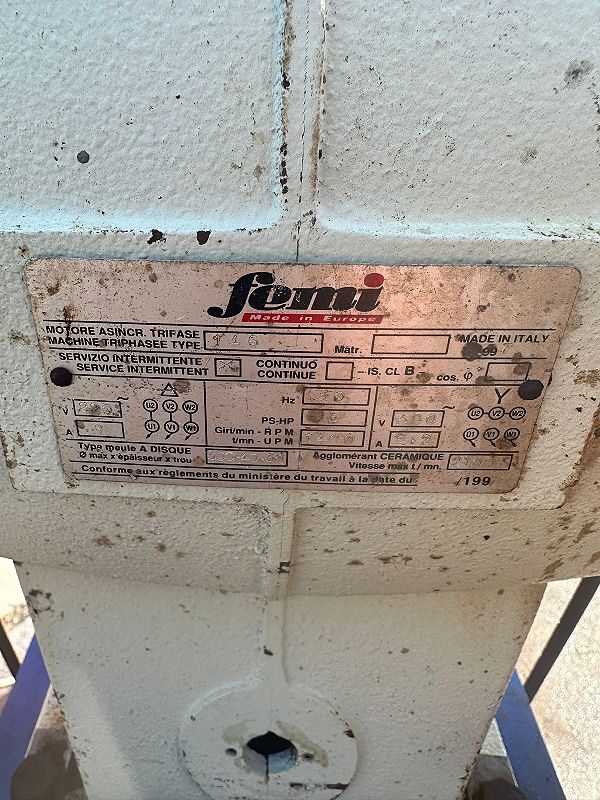 femi
Made in Europe
MOTORE ASINCR. TRIFASE
MACHINE TRIPHASEE TYPE
Matr.
MADE IN ITALY
SERVIZIO INTERMITTENTE
SERVICE INTERMITTENT
CONTINUO
CONTINUE
- IS. CL B
cos. φ
Δ
Hz
Y
V
~
U2 V2 W2
PS-HP
V
~
U2 V2 W2
A
U1 V1 W1
Giri/min - R P M
t/mn. - U P M
1400
A
U1 V1 W1
Type meule A DISQUE
Ø max x épaisseur x trou
Agglomérant CERAMIQUE
Vitesse max t / mn.
Conforme aux règlements du ministère du travail à la date du /199